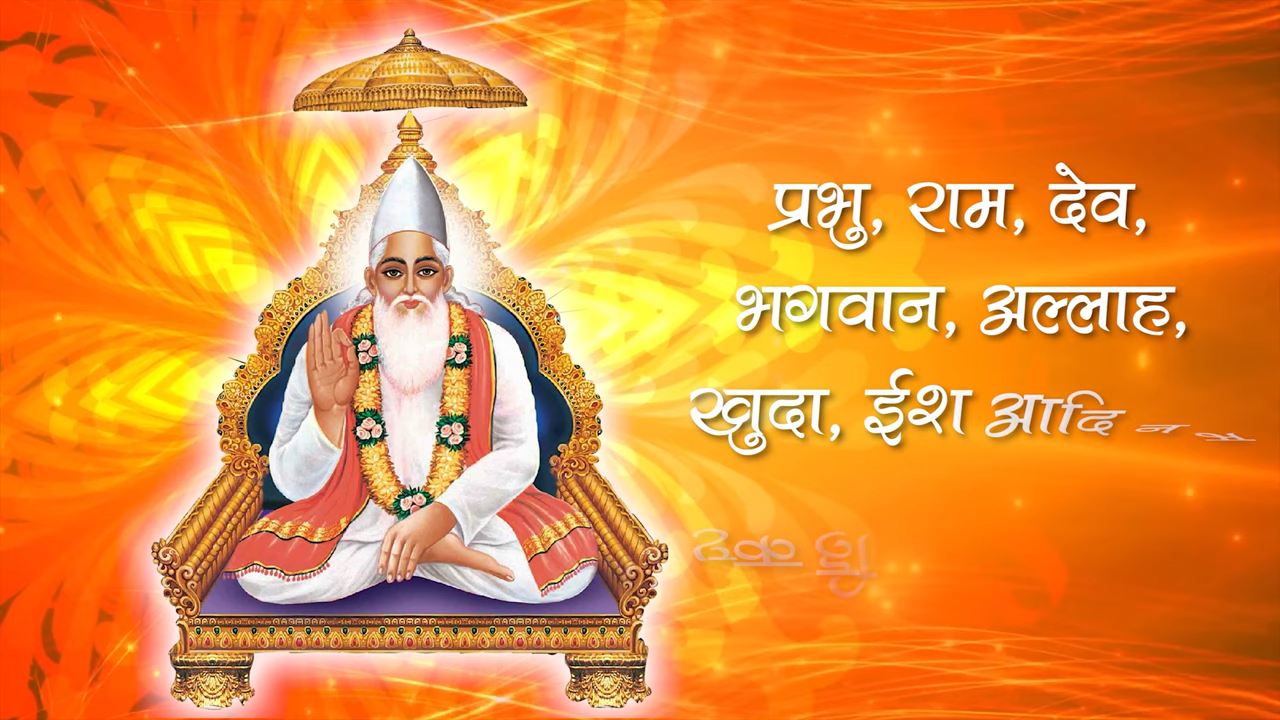 प्रभु, राम, देव,
भगवान, अल्लाह,
खुदा, ईश आदि